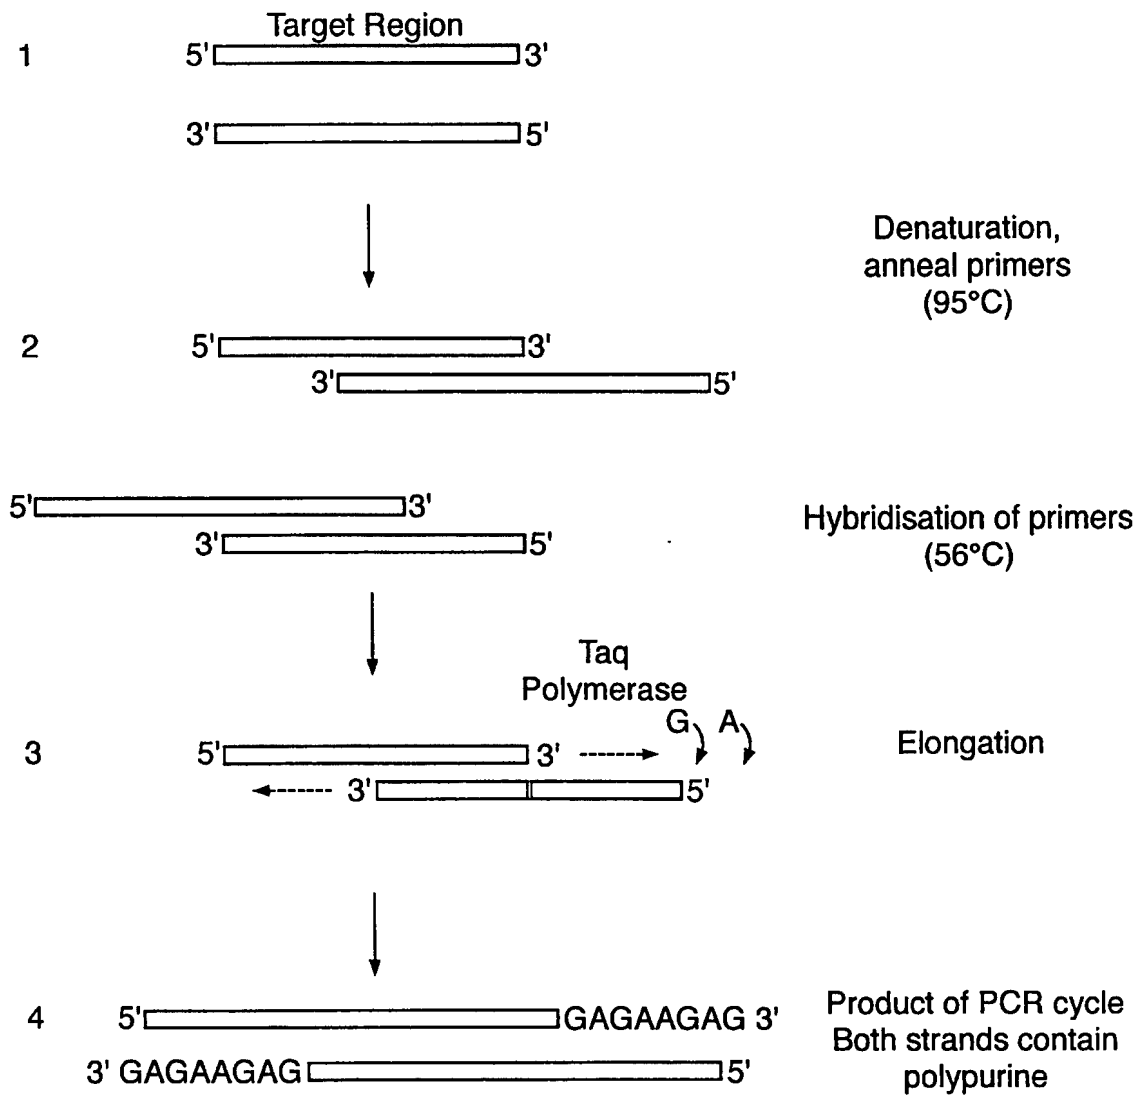 Target Region
1
5' 3'
3' 5'
Denaturation,
anneal primers
(95°C)
2
5' 3'
3' 5'
5' 3'
3' 5'
Hybridisation of primers
(56°C)
Taq
Polymerase
G A
3
5' 3'
Elongation
3' 5'
4
5' GAGAAGAG 3'
3' GAGAAGAG 5'
Product of PCR cycle
Both strands contain
polypurine